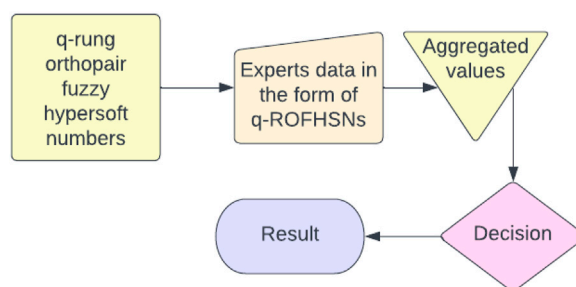 q-rung
orthopair
fuzzy
hypersoft
numbers
Experts data in
the form of
q-ROFHSNs
Aggregated
values
Decision
Result